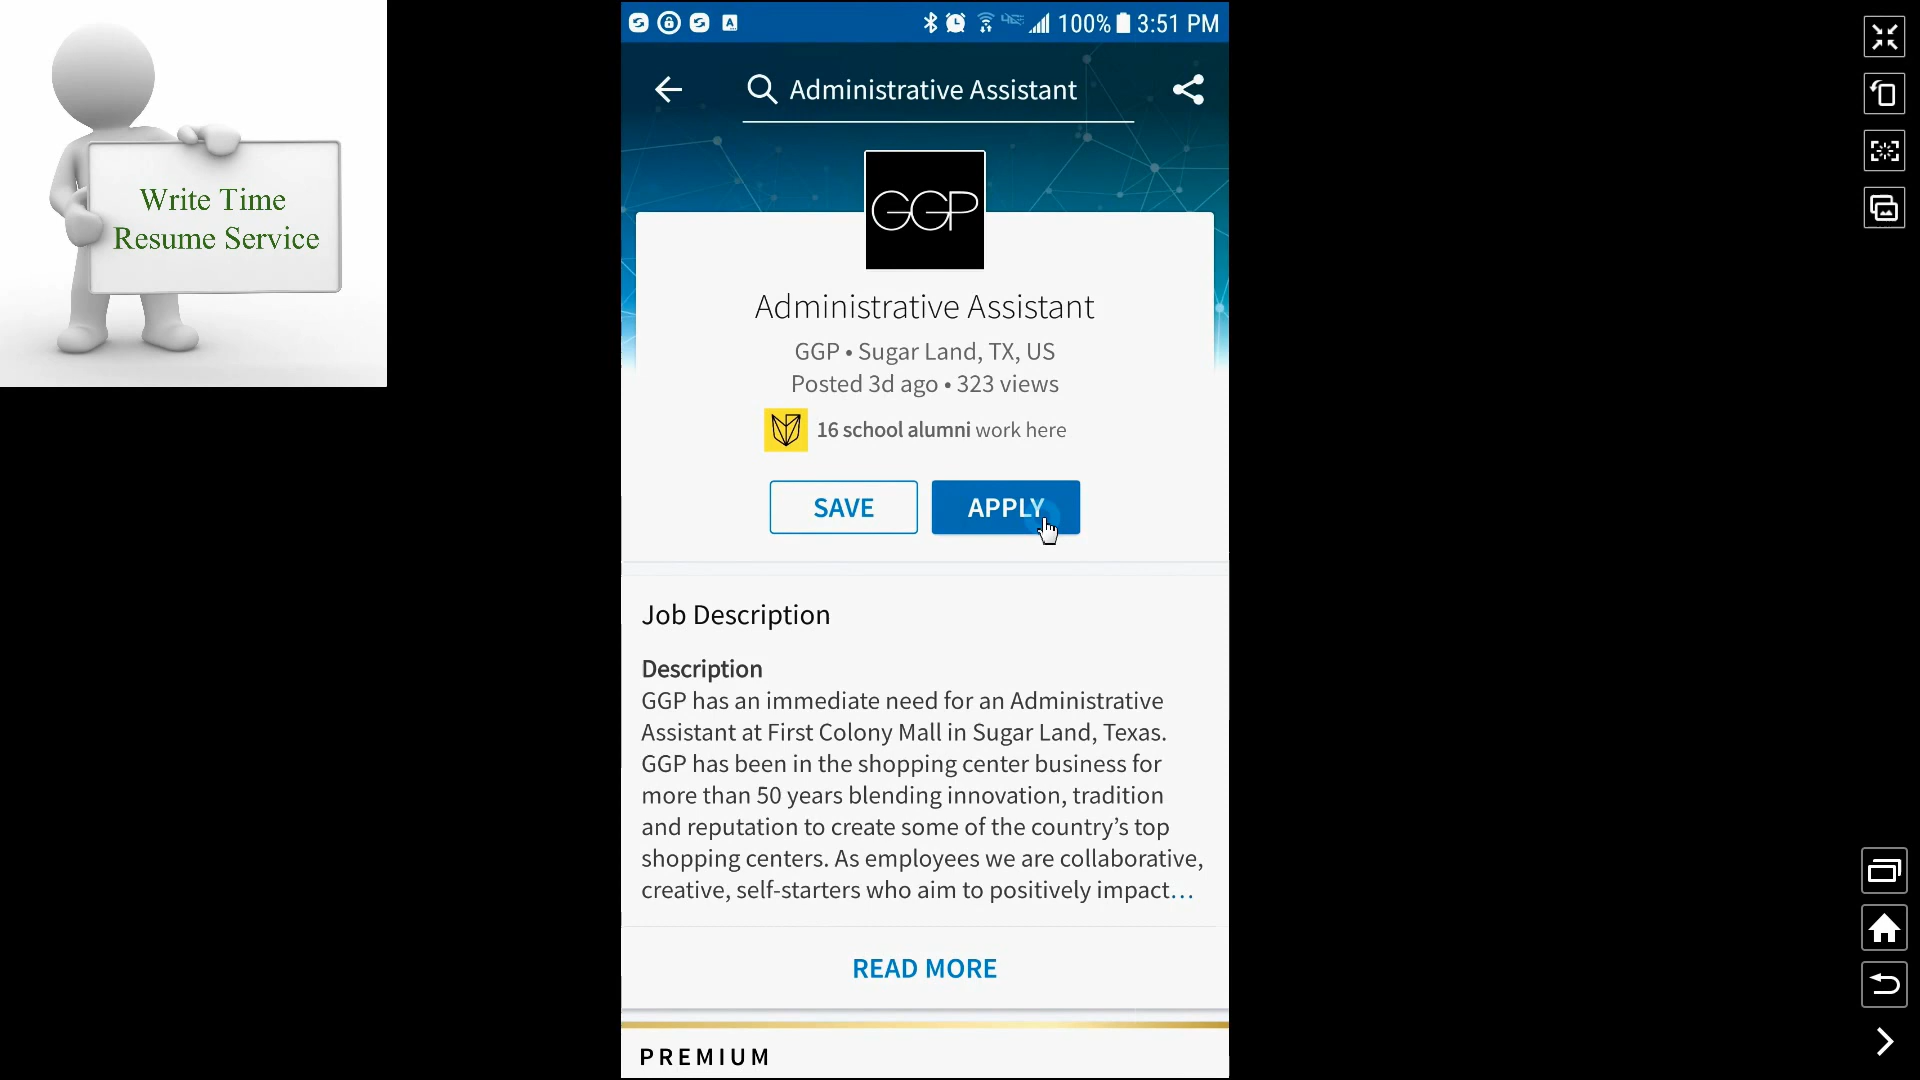 Write Time
Resume Service
100% 3:51 PM
Administrative Assistant
GGP
Administrative Assistant
GGP • Sugar Land, TX, US
Posted 3d ago • 323 views
16 school alumni work here
SAVE
APPLY
Job Description
Description
GGP has an immediate need for an Administrative
Assistant at First Colony Mall in Sugar Land, Texas.
GGP has been in the shopping center business for
more than 50 years blending innovation, tradition
and reputation to create some of the country’s top
shopping centers. As employees we are collaborative,
creative, self-starters who aim to positively impact…
READ MORE
PREMIUM